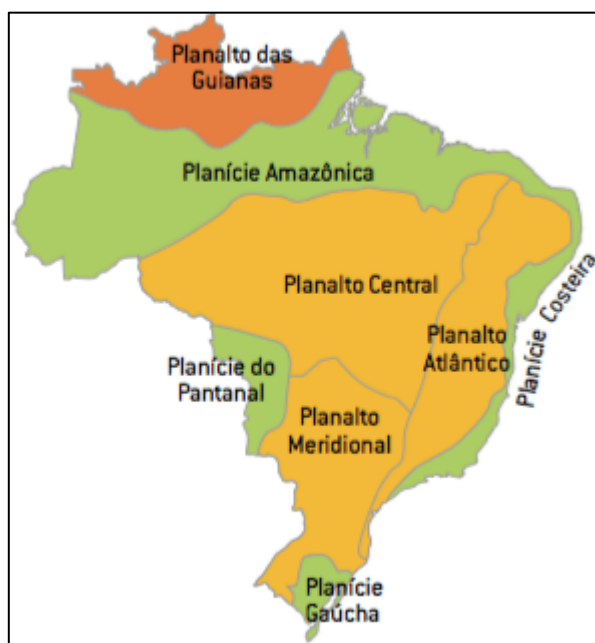 Planalto das
Guianas
Planície Amazônica
Planalto Central
Planície Costeira
Planalto
Atlântico
Planície do
Pantanal
Planalto
Meridional
Planície
Gaúcha